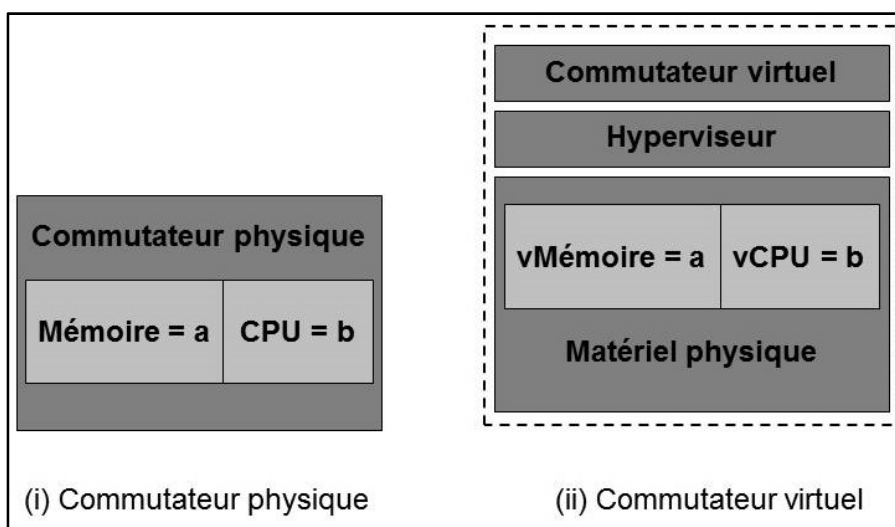 Commutateur physique
Mémoire = a
CPU = b
(i) Commutateur physique
Commutateur virtuel
Hyperviseur
vMémoire = a
vCPU = b
Matériel physique
(ii) Commutateur virtuel